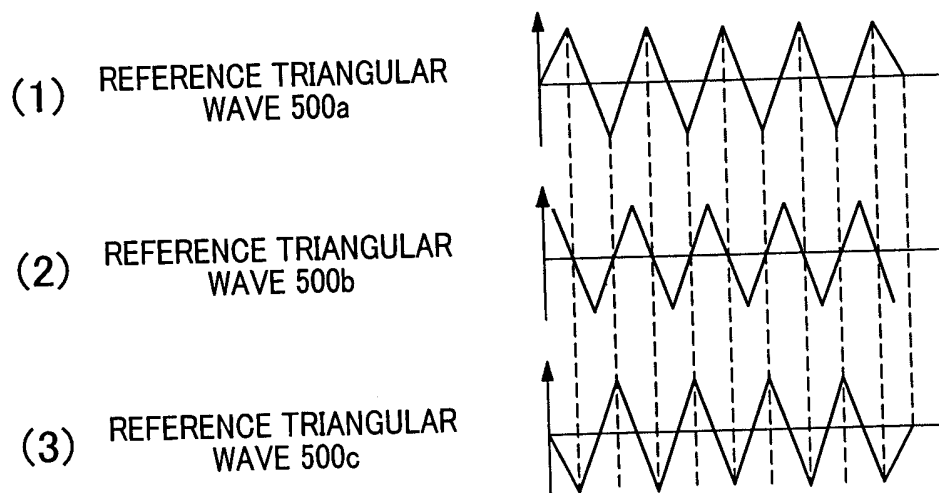 (1) REFERENCE TRIANGULAR
WAVE 500a
(2) REFERENCE TRIANGULAR
WAVE 500b
(3) REFERENCE TRIANGULAR
WAVE 500c